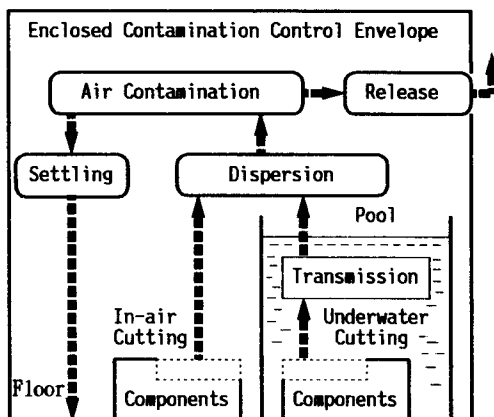 Enclosed Contamination Control Envelope
Air Contamination
Release
Settling
Dispersion
Pool
Transmission
In-air
Cutting
Underwater
Cutting
Floor
Components
Components